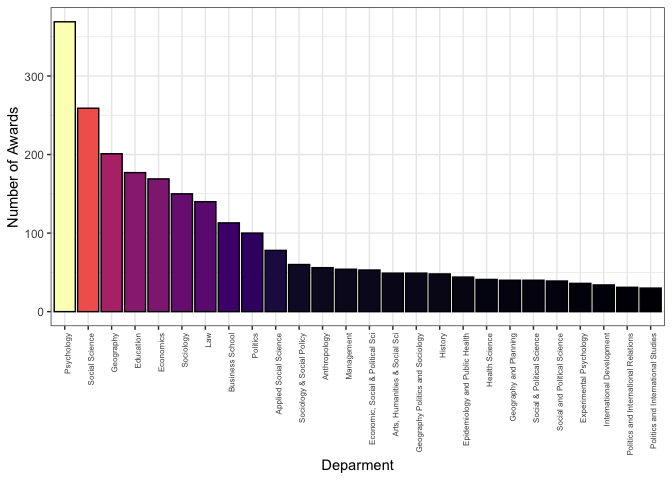 Number of Awards
300
200
100
0
Psychology
Social Science
Geography
Education
Economics
Sociology
Law
Business School
Politics
Applied Social Science
Sociology & Social Policy
Anthropology
Management
Economic, Social & Political Sci
Arts, Humanities & Social Sci
Geography Politics and Sociology
History
Epidemiology and Public Health
Health Science
Geography and Planning
Social & Political Science
Social and Political Science
Experimental Psychology
International Development
Politics and International Relations
Politics and International Studies
Deparment